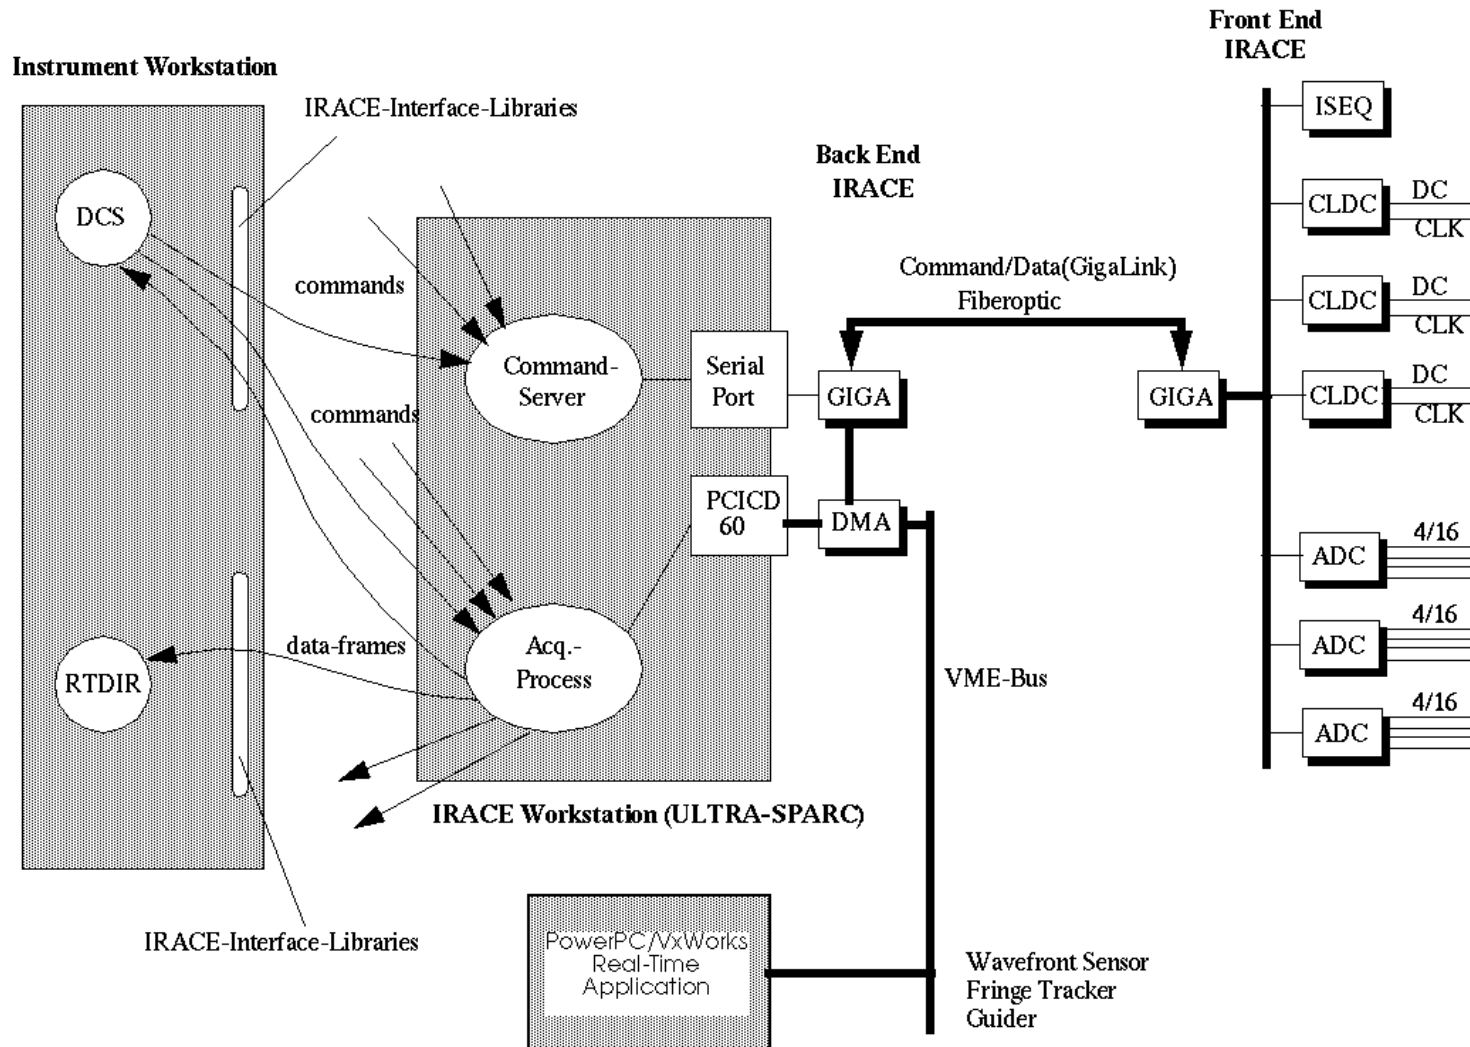 Front End
IRACE
Instrument Workstation
IRACE-Interface-Libraries
ISEQ
Back End
IRACE
DCS
CLDC
DC
CLK
commands
Command/Data(GigaLink)
Fiberoptic
CLDC
DC
CLK
Command-
Server
Serial
Port
GIGA
GIGA
CLDC
DC
CLK
commands
PCICD
60
DMA
ADC
4/16
data-frames
Acq.-
Process
RTDIR
VME-Bus
ADC
4/16
ADC
4/16
IRACE Workstation (ULTRA-SPARC)
IRACE-Interface-Libraries
PowerPC/VxWorks
Real-Time
Application
Wavefront Sensor
Fringe Tracker
Guider